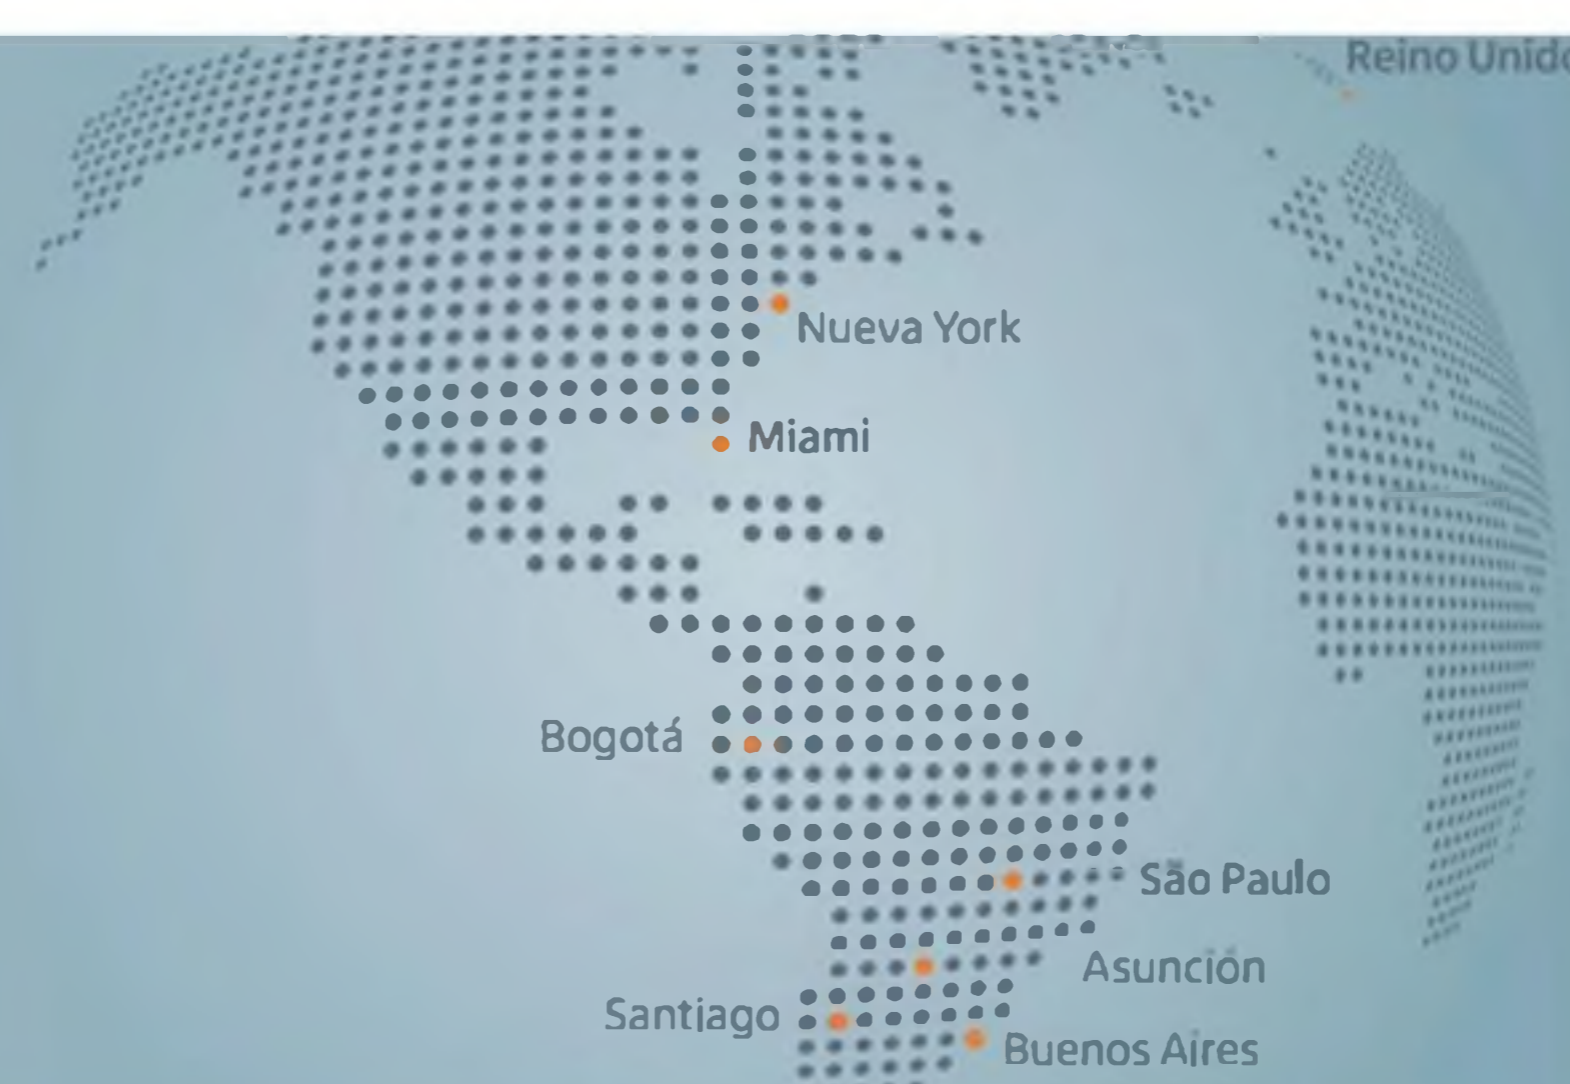 Reino Unido
Nueva York
Miami
Bogotá
São Paulo
Asunción
Santiago
Buenos Aires